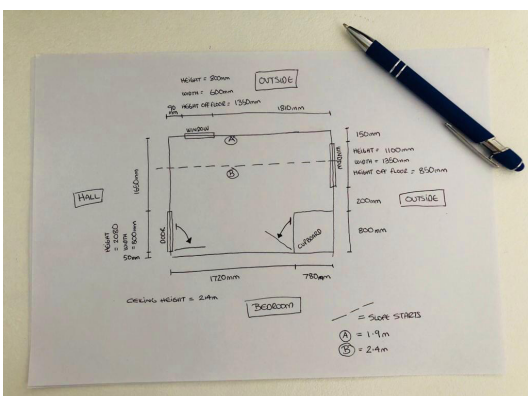 HEIGHT = 800mm
WIDTH = 600mm
HEIGHT OFF FLOOR = 1350mm
OUTSIDE
90
mm
1810mm
WINDOW
A
B
150mm
WINDOW
HEIGHT = 1100mm
WIDTH = 1350mm
HEIGHT OFF FLOOR = 850mm
1650mm
HALL
200mm
OUTSIDE
HEIGHT = 2080
WIDTH = 800mm
DOOR
CUPBOARD
800mm
50mm
1720mm
780mm
CEILING HEIGHT = 2.4m
BEDROOM
= SLOPE STARTS
A = 1.9m
B = 2.4m